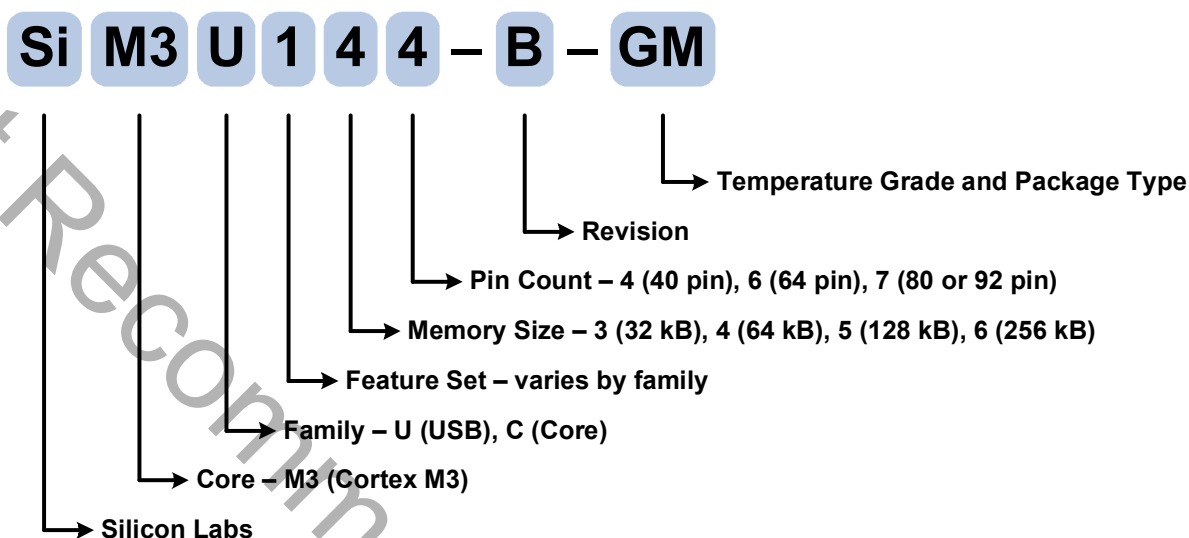 Si M3 U 1 4 4 – B – GM
Temperature Grade and Package Type
Revision
Pin Count – 4 (40 pin), 6 (64 pin), 7 (80 or 92 pin)
Memory Size – 3 (32 kB), 4 (64 kB), 5 (128 kB), 6 (256 kB)
Feature Set – varies by family
Family – U (USB), C (Core)
Core – M3 (Cortex M3)
Silicon Labs